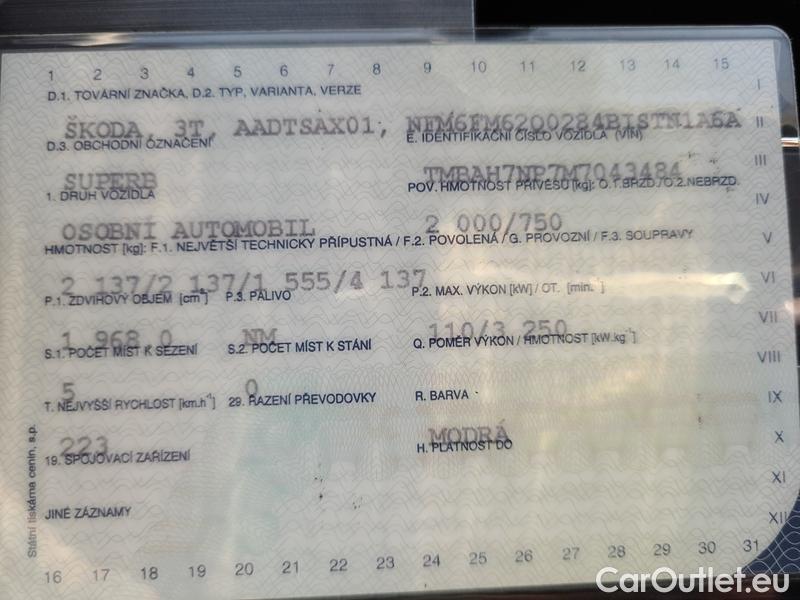 1 2 3 4 5 6 7 8 9 10 11 12 13 14 15
I
D.1. TOVÁRNÍ ZNAČKA, D.2. TYP, VARIANTA, VERZE
ŠKODA, 3T, AADTSAX01, NFM6FM62Q0284BISTN1A6A
II
D.3. OBCHODNÍ OZNAČENÍ E. IDENTIFIKAČNÍ ČÍSLO VOZIDLA (VIN)
SUPERB TMBAH7NP7M7043484
III
1. DRUH VOZIDLA POV. HMOTNOST PŘÍVĚSU [kg]: O.1.BRZD./O.2.NEBRZD.
OSOBNÍ AUTOMOBIL 2 000/750
IV
HMOTNOST [kg]: F.1. NEJVĚTŠÍ TECHNICKY PŘÍPUSTNÁ / F.2. POVOLENÁ / G. PROVOZNÍ / F.3. SOUPRAVY
V
2 137/2 137/1 555/4 137
VI
P.1. ZDVIHOVÝ OBJEM [cm³] P.3. PALIVO P.2. MAX. VÝKON [kW] / OT. [min.⁻¹]
1 968,0 NM 110/3 250
VII
S.1. POČET MÍST K SEZENÍ S.2. POČET MÍST K STÁNÍ Q. POMĚR VÝKON / HMOTNOST [kW.kg⁻¹]
VIII
5 0
T. NEJVYŠŠÍ RYCHLOST [km.h⁻¹] 29. ŘAZENÍ PŘEVODOVKY R. BARVA
IX
223 MODRÁ
X
19. SPOJOVACÍ ZAŘÍZENÍ H. PLATNOST DO
XI
JINÉ ZÁZNAMY
XII
Státní tiskárna cenin, s.p.
16 17 18 19 20 21 22 23 24 25 26 27 28 29 30 31
CarOutlet.eu